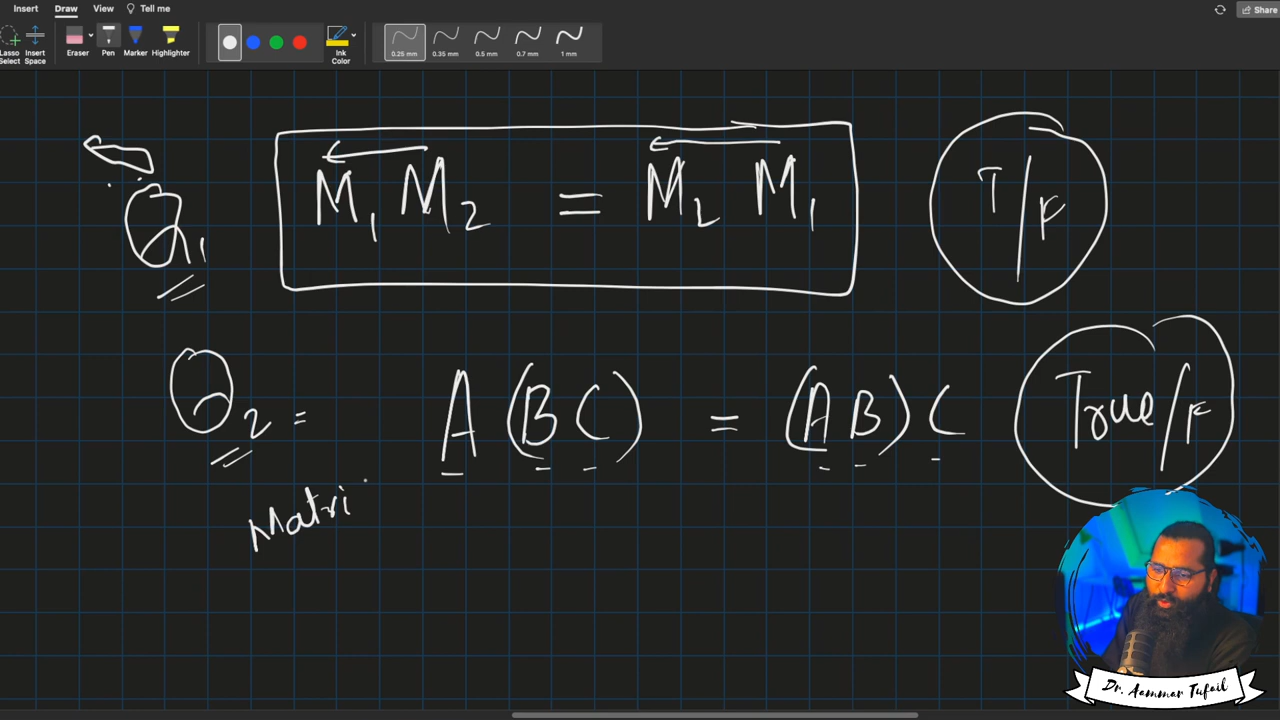 Insert Draw View Tell me Share
Lasso Select Insert Space Eraser Pen Marker Highlighter Ink Color 0.25 mm 0.35 mm 0.5 mm 0.7 mm 1 mm
Q1 M1 M2 = M2 M1 T/F
Q2 = A (BC) = (AB) C True/F
Matri
Dr. Aammar Tufail